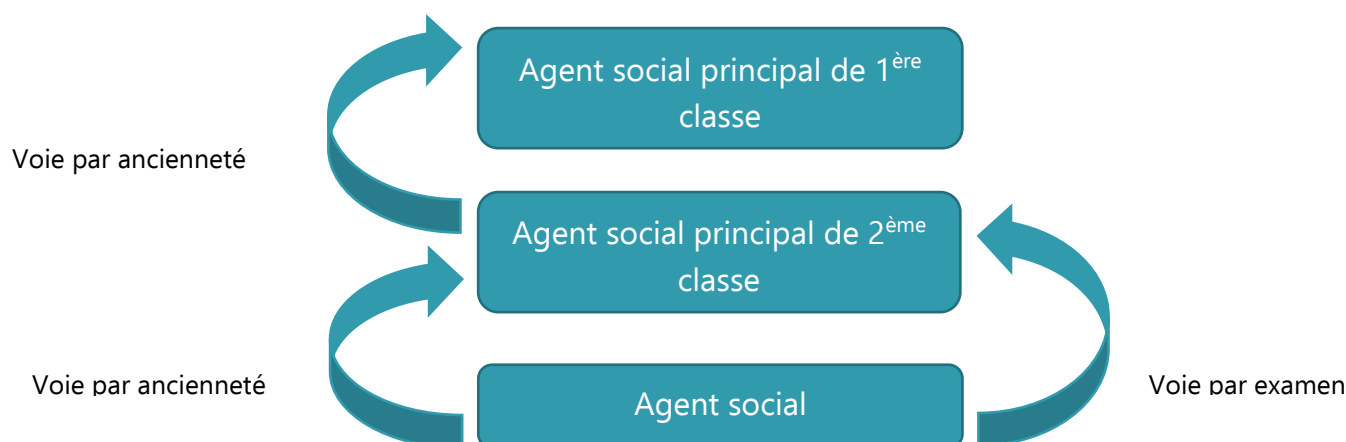 Agent social principal de 1ère
classe
Voie par ancienneté
Agent social principal de 2ème
classe
Voie par ancienneté
Agent social
Voie par examen